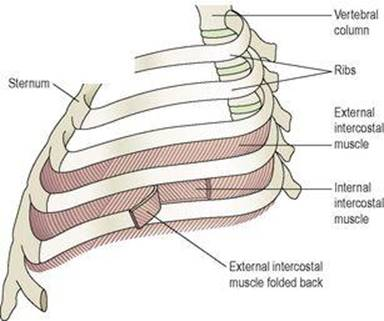 Vertebral
column
Ribs
Sternum
External
intercostal
muscle
Internal
intercostal
muscle
External intercostal
muscle folded back